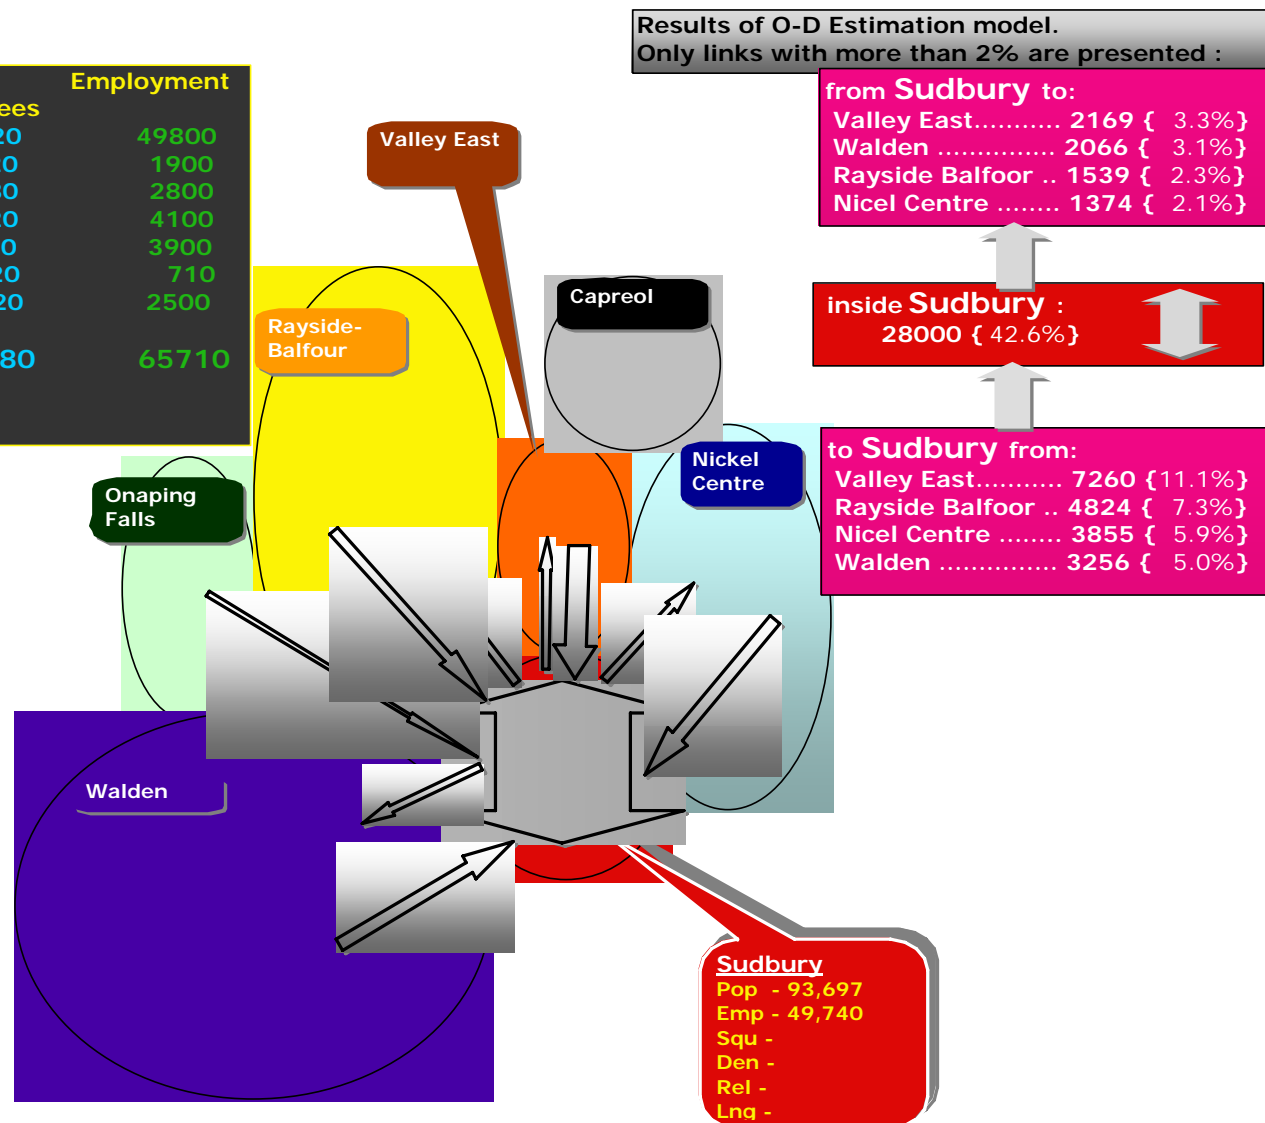 Results of O-D Estimation model.
Only links with more than 2% are presented :
Employment
ees
20 49800
20 1900
80 2800
20 4100
0 3900
20 710
20 2500
80 65710
from Sudbury to:
Valley East........... 2169 { 3.3%}
Walden ............... 2066 { 3.1%}
Rayside Balfoor .. 1539 { 2.3%}
Nicel Centre ........ 1374 { 2.1%}
inside Sudbury :
28000 { 42.6%}
to Sudbury from:
Valley East........... 7260 {11.1%}
Rayside Balfoor .. 4824 { 7.3%}
Nicel Centre ........ 3855 { 5.9%}
Walden ............... 3256 { 5.0%}
Valley East
Capreol
Rayside-
Balfour
Nickel
Centre
Onaping
Falls
Walden
Sudbury
Pop - 93,697
Emp - 49,740
Squ -
Den -
Rel -
Lng -